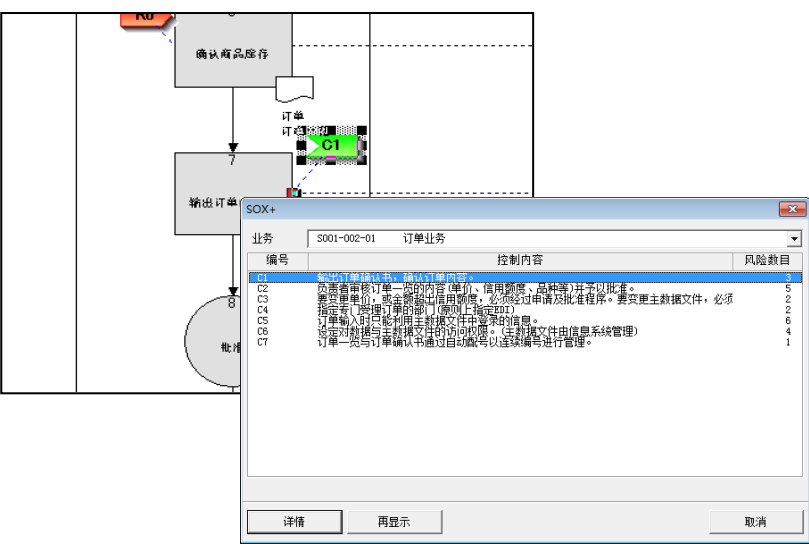 R6
6
确认商品库存
订单
C1
7
输出订单
8
批准
SOX+
业务 S001-002-01 订单业务
编号 控制内容 风险数目
C1 输出订单确认书，确认订单内容。 3
C2 负责者审核订单一览的内容(单价、信用额度、品种等)并予以批准。 5
C3 要变更单价，或金额超出信用额度，必须经过申请及批准程序。要变更主数据文件，必须 2
C4 指定专门受理订单的部门(原则上指定EDI) 2
C5 订单输入时只能利用主数据文件中登录的信息。 6
C6 设定对数据与主数据文件的访问权限。(主数据文件由信息系统管理) 4
C7 订单一览与订单确认书通过自动配号以连续编号进行管理。 1
详情 再显示 取消